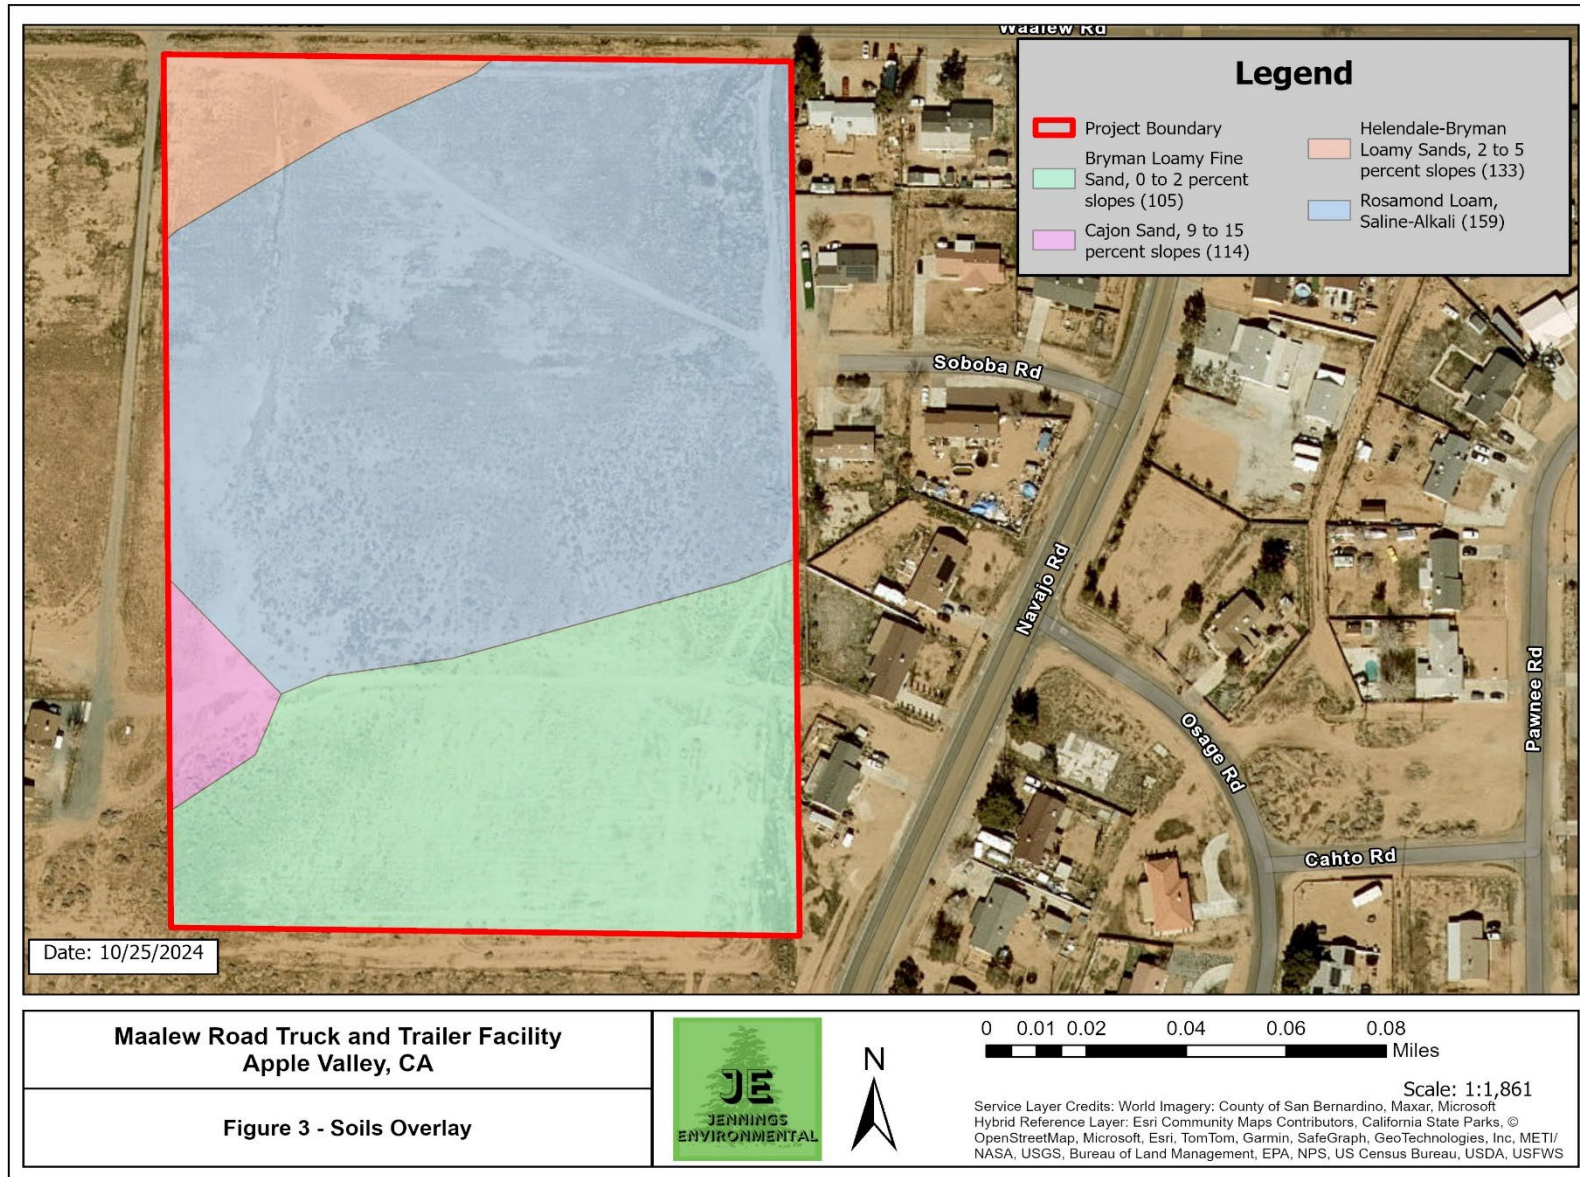 Waalew Rd
Legend
Project Boundary
Bryman Loamy Fine
Sand, 0 to 2 percent
slopes (105)
Cajon Sand, 9 to 15
percent slopes (114)
Helendale-Bryman
Loamy Sands, 2 to 5
percent slopes (133)
Rosamond Loam,
Saline-Alkali (159)
Soboba Rd
Navajo Rd
Osage Rd
Pawnee Rd
Cahto Rd
Date: 10/25/2024
Maalew Road Truck and Trailer Facility
Apple Valley, CA
Figure 3 - Soils Overlay
JE
JENNINGS
ENVIRONMENTAL
N
0 0.01 0.02 0.04 0.06 0.08
Miles
Scale: 1:1,861
Service Layer Credits: World Imagery: County of San Bernardino, Maxar, Microsoft
Hybrid Reference Layer: Esri Community Maps Contributors, California State Parks, ©
OpenStreetMap, Microsoft, Esri, TomTom, Garmin, SafeGraph, GeoTechnologies, Inc, METI/
NASA, USGS, Bureau of Land Management, EPA, NPS, US Census Bureau, USDA, USFWS